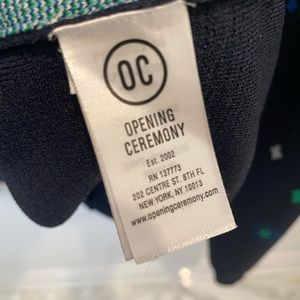 OC
OPENING
CEREMONY
Est. 2002
RN 137773
202 CENTRE ST. 8TH FL
NEW YORK, NY 10013
www.openingceremony.com